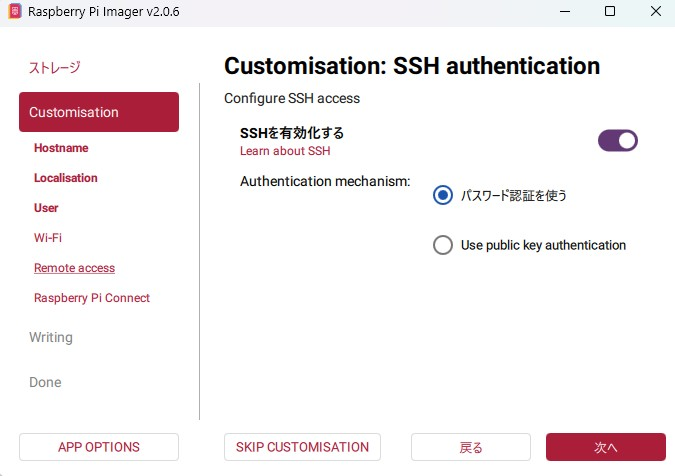 Raspberry Pi Imager v2.0.6
ストレージ
Customisation
Hostname
Localisation
User
Wi-Fi
Remote access
Raspberry Pi Connect
Writing
Done
APP OPTIONS
Customisation: SSH authentication
Configure SSH access
SSHを有効化する
Learn about SSH
Authentication mechanism:
パスワード認証を使う
Use public key authentication
SKIP CUSTOMISATION
戻る
次へ